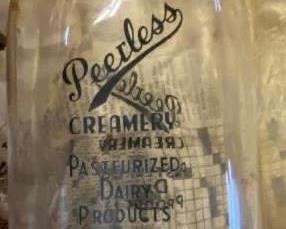 Peerless
CREAMERY
PASTEURIZED
DAIRY
PRODUCTS